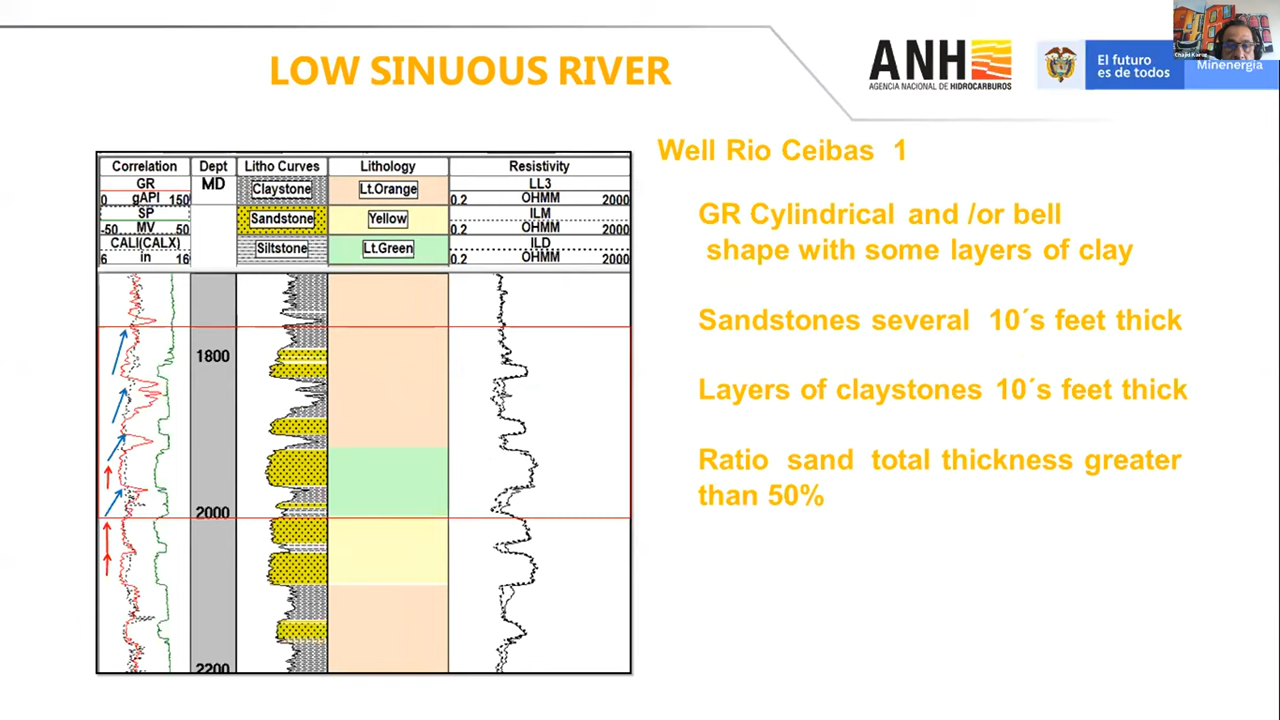 LOW SINUOUS RIVER
ANH
AGENCIA NACIONAL DE HIDROCARBUROS
El futuro
es de todos
Minenergía
Well Rio Ceibas 1
GR Cylindrical and /or bell
shape with some layers of clay
Sandstones several 10´s feet thick
Layers of claystones 10´s feet thick
Ratio sand total thickness greater
than 50%
Correlation Dept Litho Curves Lithology Resistivity
GR MD Claystone Lt.Orange LL3
0 gAPI 150 0.2 OHMM 2000
SP Sandstone Yellow ILM
-50 MV 50 0.2 OHMM 2000
CALI(CALX) Siltstone Lt.Green ILD
6 in 16 0.2 OHMM 2000
1800
2000
2200